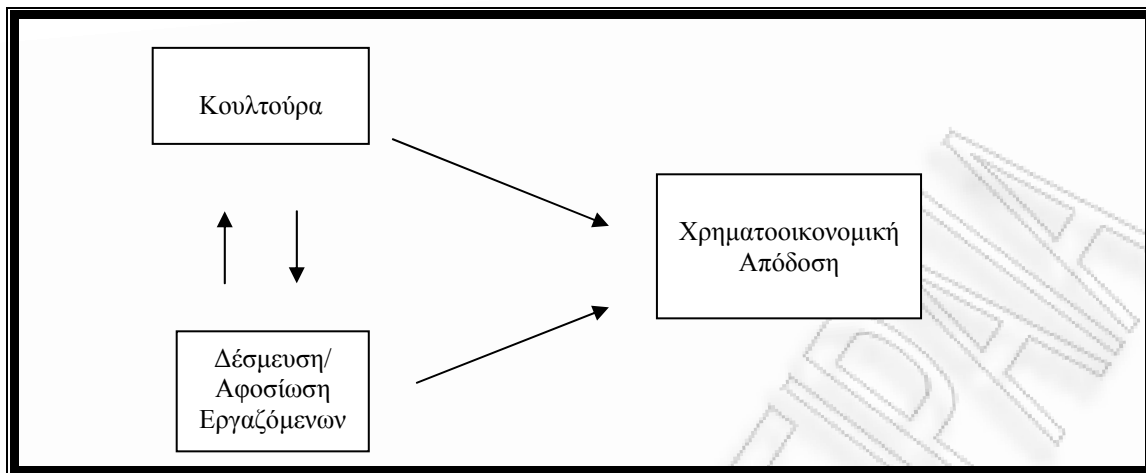 Κουλτούρα
Χρηματοοικονομική
Απόδοση
Δέσμευση/
Αφοσίωση
Εργαζόμενων